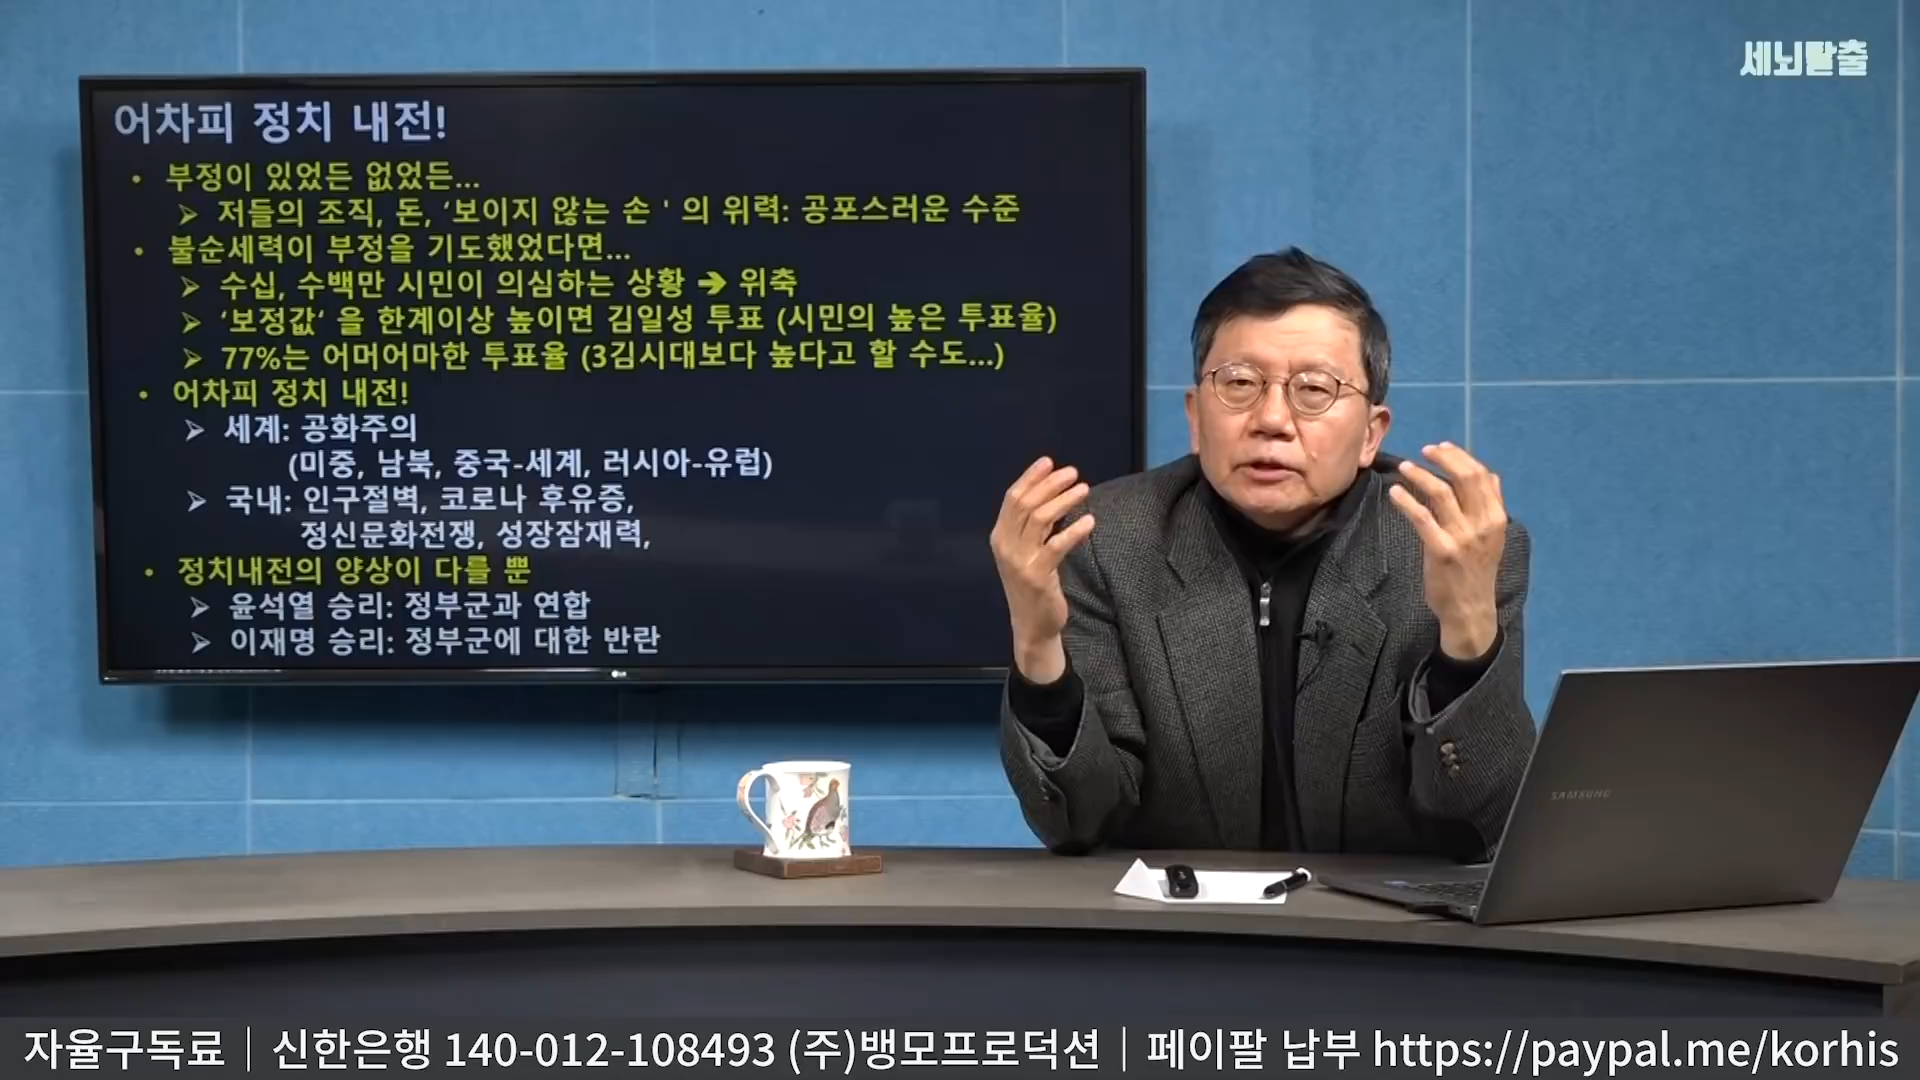 세뇌탈출
어차피 정치 내전!
• 부정이 있었든 없었든...
➢ 저들의 조직, 돈, ‘보이지 않는 손 ' 의 위력: 공포스러운 수준
• 불순세력이 부정을 기도했었다면...
➢ 수십, 수백만 시민이 의심하는 상황 ➔ 위축
➢ ‘보정값‘ 을 한계이상 높이면 김일성 투표 (시민의 높은 투표율)
➢ 77%는 어머어마한 투표율 (3김시대보다 높다고 할 수도...)
• 어차피 정치 내전!
➢ 세계: 공화주의
(미중, 남북, 중국-세계, 러시아-유럽)
➢ 국내: 인구절벽, 코로나 후유증,
정신문화전쟁, 성장잠재력,
• 정치내전의 양상이 다를 뿐
➢ 윤석열 승리: 정부군과 연합
➢ 이재명 승리: 정부군에 대한 반란
LG
SAMSUNG
자율구독료│신한은행 140-012-108493 (주)뱅모프로덕션│페이팔 납부 https://paypal.me/korhis